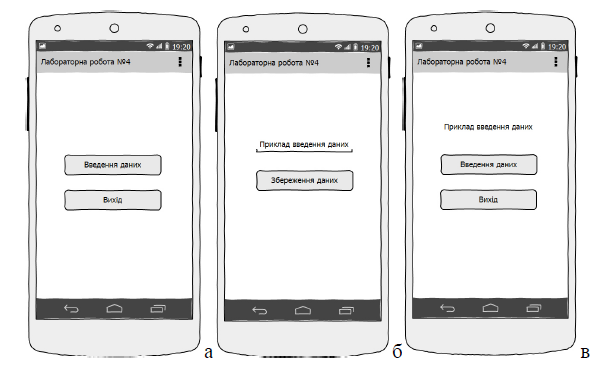 19:20
Лабораторна робота №4
Введення даних
Вихід
а
19:20
Лабораторна робота №4
Приклад введення даних
Збереження даних
б
19:20
Лабораторна робота №4
Приклад введення даних
Введення даних
Вихід
в